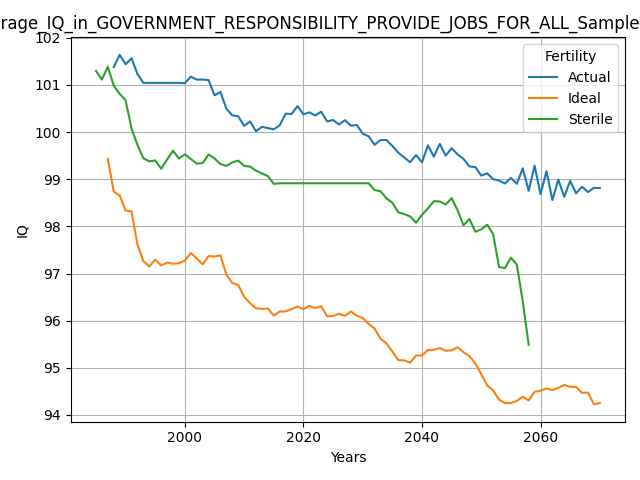 rage_IQ_in_GOVERNMENT_RESPONSIBILITY_PROVIDE_JOBS_FOR_ALL_Sample
102
101
100
99
98
97
96
95
94
IQ
Fertility
Actual
Ideal
Sterile
2000
2020
2040
2060
Years